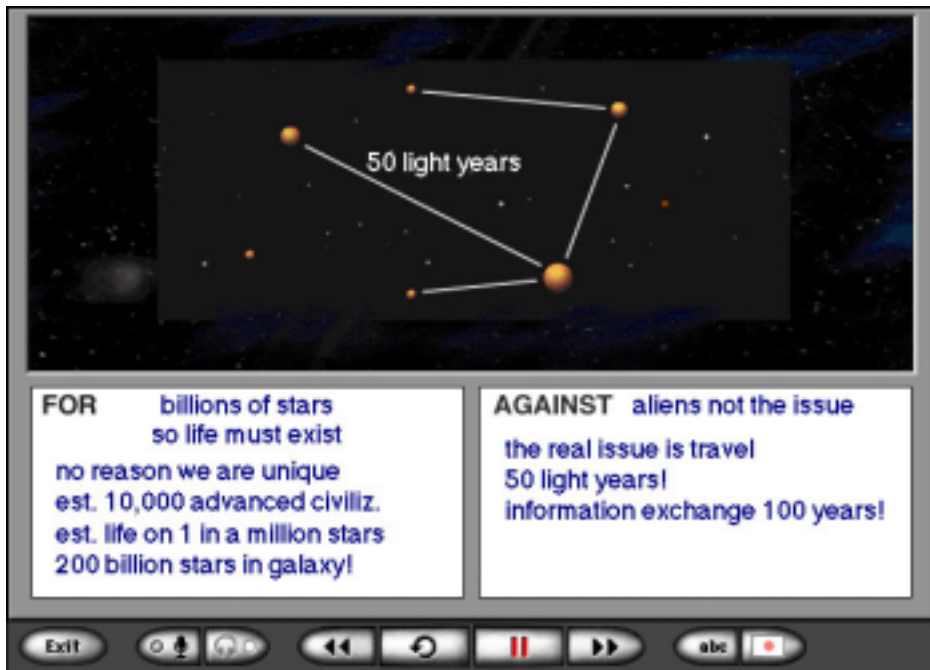 50 light years
FOR billions of stars
so life must exist
no reason we are unique
est. 10,000 advanced civiliz.
est. life on 1 in a million stars
200 billion stars in galaxy!
AGAINST aliens not the issue
the real issue is travel
50 light years!
information exchange 100 years!
Exit
abc